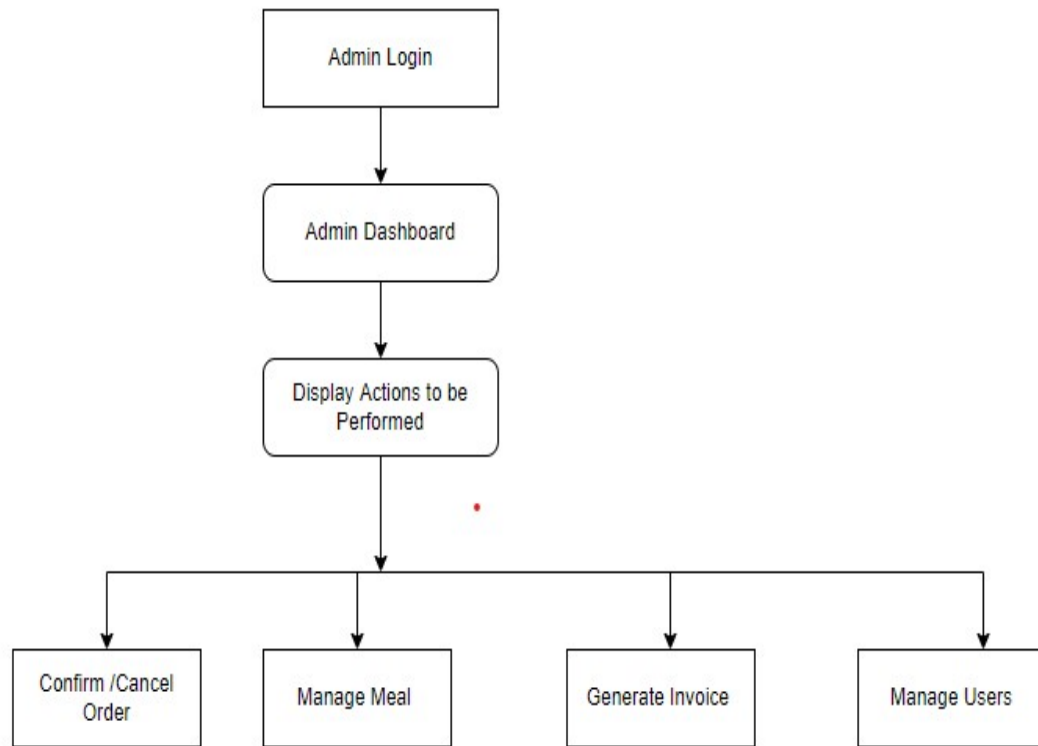 Admin Login
Admin Dashboard
Display Actions to be
Performed
Confirm /Cancel
Order
Manage Meal
Generate Invoice
Manage Users